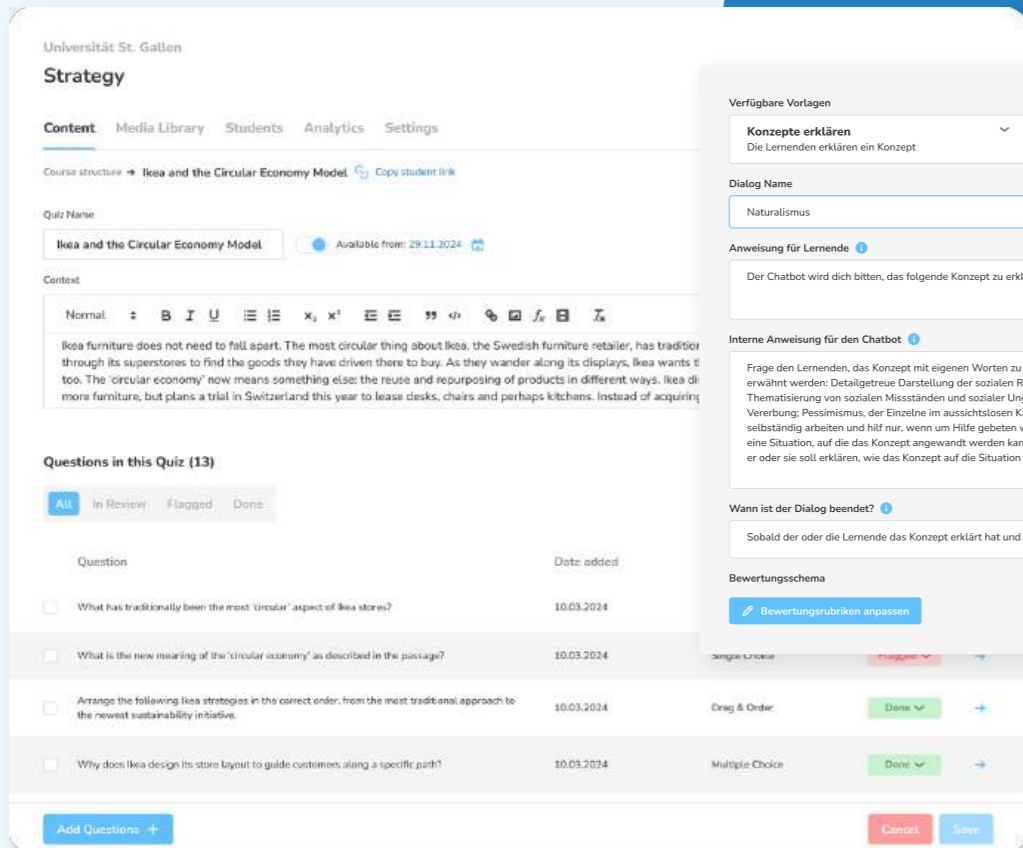 Universität St. Gallen
Strategy
Content Media Library Students Analytics Settings
Course structure → Ikea and the Circular Economy Model Copy student link
Quiz Name
Ikea and the Circular Economy Model Available from: 29.11.2024
Context
Normal B I U x₂ x² " </> fx Tx
Ikea furniture does not need to fall apart. The most circular thing about Ikea, the Swedish furniture retailer, has tradition
through its superstores to find the goods they have driven there to buy. As they wander along its displays, Ikea wants t
too. The 'circular economy' now means something else: the reuse and repurposing of products in different ways. Ikea di
more furniture, but plans a trial in Switzerland this year to lease desks, chairs and perhaps kitchens. Instead of acquiring
Questions in this Quiz (13)
All In Review Flagged Done
Question Date added
What has traditionally been the most 'circular' aspect of Ikea stores? 10.03.2024
What is the new meaning of the 'circular economy' as described in the passage? 10.03.2024 Single Choice Flagged →
Arrange the following Ikea strategies in the correct order, from the most traditional approach to
the newest sustainability initiative. 10.03.2024 Drag & Order Done →
Why does Ikea design its store layout to guide customers along a specific path? 10.03.2024 Multiple Choice Done →
Add Questions + Cancel Save
Verfügbare Vorlagen
Konzepte erklären
Die Lernenden erklären ein Konzept
Dialog Name
Naturalismus
Anweisung für Lernende
Der Chatbot wird dich bitten, das folgende Konzept zu erkl
Interne Anweisung für den Chatbot
Frage den Lernenden, das Konzept mit eigenen Worten zu
erwähnt werden: Detailgetreue Darstellung der sozialen R
Thematisierung von sozialen Missständen und sozialer Ung
Vererbung; Pessimismus, der Einzelne im aussichtslosen Ka
selbständig arbeiten und hilf nur, wenn um Hilfe gebeten w
eine Situation, auf die das Konzept angewandt werden kan
er oder sie soll erklären, wie das Konzept auf die Situation
Wann ist der Dialog beendet?
Sobald der oder die Lernende das Konzept erklärt hat und
Bewertungsschema
Bewertungsrubriken anpassen